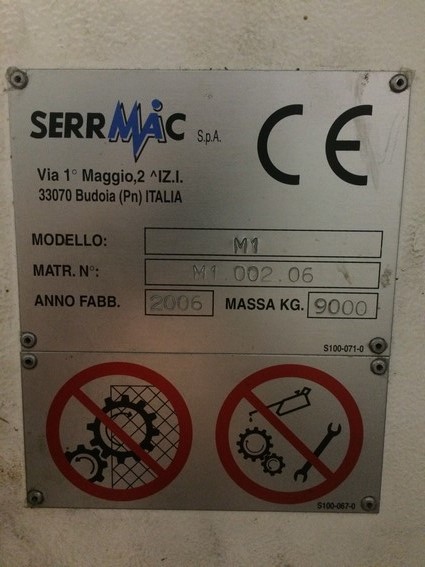 SERRMAC S.p.A.
CE
Via 1° Maggio,2 ^IZ.I.
33070 Budoia (Pn) ITALIA
MODELLO: M1
MATR. N°: M1.002.06
ANNO FABB. 2006 MASSA KG. 9000
S100-071-0
S100-067-0